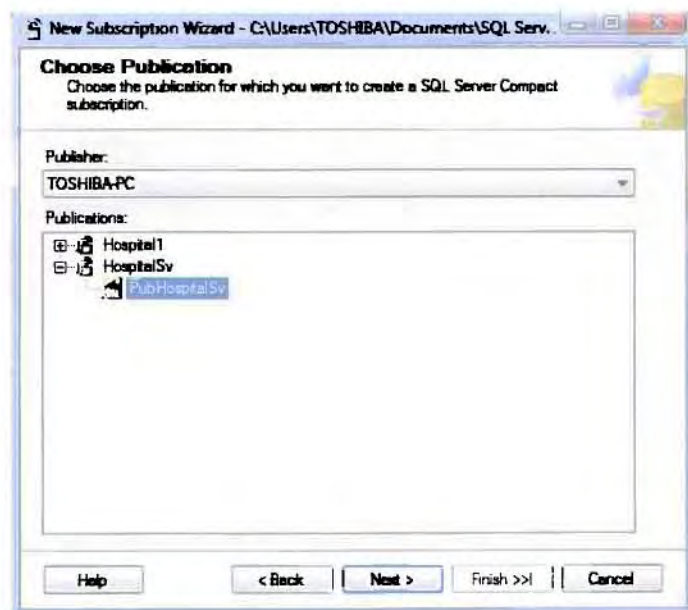 New Subscription Wizard - C:\Users\TOSHIBA\Documents\SQL Serv...
Choose Publication
Choose the publication for which you want to create a SQL Server Compact
subscription.
Publisher:
TOSHIBA-PC
Publications:
Hospital1
HospitalSv
PubHospitalSv
Help
< Back
Next >
Finish >>|
Cancel